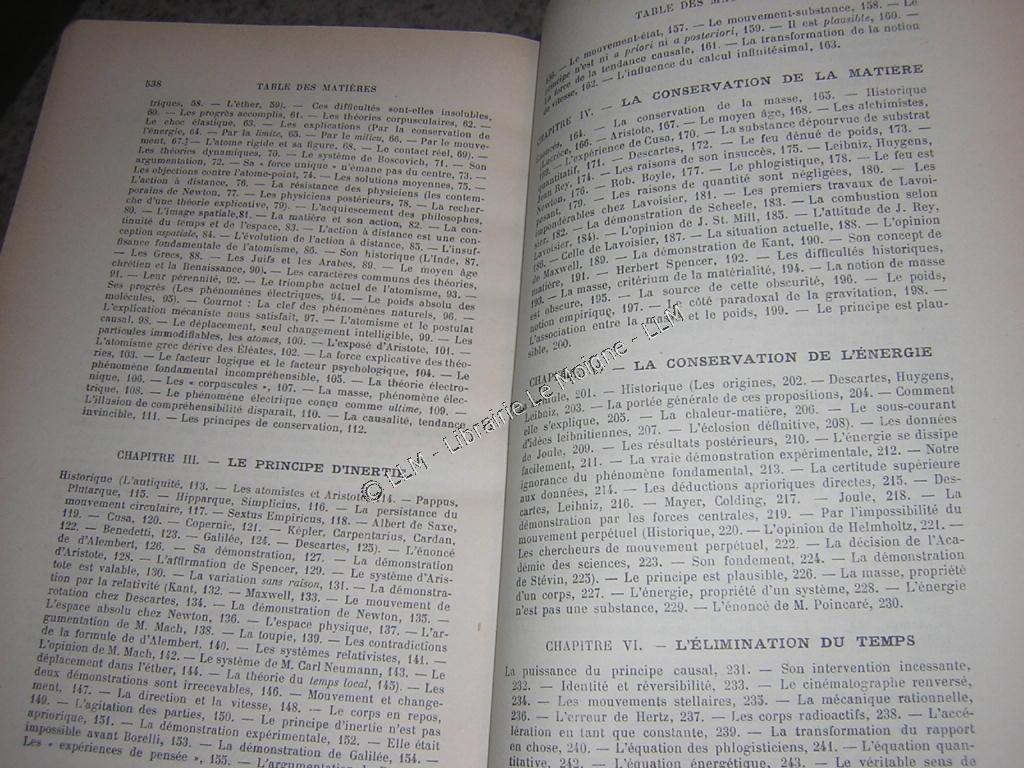 538 TABLE DES MATIÈRES
triques, 58. — L'éther, 59). — Ces difficultés sont-elles insolubles,
60. — Les progrès accomplis, 61. — Les théories corpusculaires, 62. —
Le choc élastique, 63. — Les explications (Par la conservation de
l'énergie, 64. — Par la limite, 65. — Par le milieu, 66. — Par le mouve-
ment, 67.) — L'atome rigide et sa figure, 68. — Le contact réel, 69). —
Les théories dynamiques, 70. — Le système de Boscovich, 71. — Son
argumentation, 72. — Sa « force unique » n'émane pas du centre, 73. —
Les objections contre l'atome-point, 74. — Les solutions moyennes, 75. —
L'action à distance, 76. — La résistance des physiciens (les contem-
porains de Newton, 77. — Les physiciens postérieurs, 78. — La recher-
che d'une théorie explicative, 79). — L'acquiescement des philosophes,
80. — L'image spatiale, 81. — La matière et son action, 82. — La con-
tinuité du temps et de l'espace, 83. — L'action à distance est une con-
ception aspatiale, 84. — L'évolution de l'action à distance, 85. — L'insuf-
fisance fondamentale de l'atomisme, 86. — Son historique (L'Inde, 87.
— Les Grecs, 88. — Les Juifs et les Arabes, 89. — Le moyen âge
chrétien et la Renaissance, 90). — Les caractères communs des théories,
91. — Leur pérennité, 92. — Le triomphe actuel de l'atomisme, 93. —
Ses progrès (Les phénomènes électriques, 94. — Le poids absolu des
molécules, 95). — Cournot : La clef des phénomènes naturels, 96. —
L'explication mécaniste nous satisfait, 97. — L'atomisme et le postulat
causal, 98. — Le déplacement, seul changement intelligible, 99. — Les
particules immodifiables, les atomes, 100. — L'exposé d'Aristote, 101. —
L'atomisme grec dérive des Éléates, 102. — La force explicative des théo-
ries, 103. — Le facteur logique et le facteur psychologique, 104. — Le
phénomène fondamental incompréhensible, 105. — La théorie électro-
nique, 106. — Les « corpuscules », 107. — La masse, phénomène élec-
trique, 108. — Le phénomène électrique conçu comme ultime, 109. —
L'illusion de compréhensibilité disparaît, 110. — La causalité, tendance
invincible, 111. — Les principes de conservation, 112.
CHAPITRE III. — LE PRINCIPE D'INERTIE
Historique (L'antiquité, 113. — Les atomistes et Aristote, 114. — Pappus,
Plutarque, 115. — Hipparque, Simplicius, 116. — La persistance du
mouvement circulaire, 117. — Sextus Empiricus, 118. — Albert de Saxe,
119. — Cusa, 120. — Copernic, 121. — Képler, Carpentarius, Cardan,
122. — Benedetti, 123. — Galilée, 124. — Descartes, 125). — L'énoncé
de d'Alembert, 126. — Sa démonstration, 127. — La démonstration
d'Aristote, 128. — L'affirmation de Spencer, 129. — Le système d'Aris-
tote est valable, 130. — La variation sans raison, 131. — La démonstra-
tion par la relativité (Kant, 132. — Maxwell, 133. — Le mouvement de
rotation chez Descartes, 134. — La démonstration de Newton, 135. —
L'espace absolu chez Newton, 136. — L'espace physique, 137. — L'ar-
gumentation de M. Mach, 138. — La toupie, 139. — Les contradictions
de la formule de d'Alembert, 140. — Les systèmes relativistes, 141. —
L'opinion de M. Mach, 142. — Le système de M. Carl Neumann, 143. — Le
déplacement dans l'éther, 144. — La théorie du temps local, 145). — Les
deux démonstrations sont irrecevables, 146. — Mouvement et change-
ment, 147. — La direction et la vitesse, 148. — Le corps en repos,
149. — L'agitation des parties, 150. — Le principe d'inertie n'est pas
apriorique, 151. — La démonstration expérimentale, 152. — Elle était
impossible avant Borelli, 153. — La démonstration de Galilée, 154. —
Les « expériences de pensée », 155. — L'argumentation
TABLE DES
— Le mouvement-état, 157. — Le mouvement-substance, 158. — Le
principe n'est ni a priori ni a posteriori, 159. — Il est plausible, 160. —
La force de la tendance causale, 161. — La transformation de la notion
de vitesse, 162. — L'influence du calcul infinitésimal, 163.
CHAPITRE IV. — LA CONSERVATION DE LA MATIÈRE
164. — La conservation de la masse, 165. — Historique
Lucrèce, 166. — Aristote, 167. — Le moyen âge, 168. — Les alchimistes,
169. — L'expérience de Cusa, 170. — La substance dépourvue de substrat
quantitatif, 171. — Descartes, 172. — Le feu dénué de poids, 173. —
Jean Rey, 174. — Les raisons de son insuccès, 175. — Leibniz, Huygens,
Newton, 176. — Rob. Boyle, 177. — Le phlogistique, 178. — Le feu est
pesant, 179. — Les raisons de quantité sont négligées, 180. — Les
impondérables chez Lavoisier, 181. — Les premiers travaux de Lavoi-
sier, 182. — La démonstration de Scheele, 183. — La combustion selon
Lavoisier, 184). — L'opinion de J. St. Mill, 185. — L'attitude de J. Rey,
186. — Celle de Lavoisier, 187. — La situation actuelle, 188. — L'opinion
de Maxwell, 189. — La démonstration de Kant, 190. — Son concept de
matière, 191. — Herbert Spencer, 192. — Les difficultés historiques,
193. — La masse, critérium de la matérialité, 194. — La notion de masse
est obscure, 195. — La source de cette obscurité, 196. — Le poids,
notion empirique, 197. — Le côté paradoxal de la gravitation, 198. —
L'association entre la masse et le poids, 199. — Le principe est plau-
sible, 200.
— LA CONSERVATION DE L'ÉNERGIE
201. — Historique (Les origines, 202. — Descartes, Huygens,
Leibniz, 203. — La portée générale de ces propositions, 204. — Comment
elle s'explique, 205. — La chaleur-matière, 206. — Le sous-courant
d'idées leibnitiennes, 207. — L'éclosion définitive, 208). — Les données
de Joule, 209. — Les résultats postérieurs, 210. — L'énergie se dissipe
facilement, 211. — La vraie démonstration expérimentale, 212. — Notre
ignorance du phénomène fondamental, 213. — La certitude supérieure
aux données, 214. — Les déductions aprioriques directes, 215. — Des-
cartes, Leibniz, 216. — Mayer, Colding, 217. — Joule, 218. — La
démonstration par les forces centrales, 219. — Par l'impossibilité du
mouvement perpétuel (Historique, 220. — L'opinion de Helmholtz, 221. —
Les chercheurs de mouvement perpétuel, 222. — La décision de l'Aca-
démie des sciences, 223. — Son fondement, 224. — La démonstration
de Stévin, 225). — Le principe est plausible, 226. — La masse, propriété
d'un corps, 227. — L'énergie, propriété d'un système, 228. — L'énergie
n'est pas une substance, 229. — L'énoncé de M. Poincaré, 230.
CHAPITRE VI. — L'ÉLIMINATION DU TEMPS
La puissance du principe causal, 231. — Son intervention incessante,
232. — Identité et réversibilité, 233. — Le cinématographe renversé,
234. — Les mouvements stellaires, 235. — La mécanique rationnelle,
236. — L'erreur de Hertz, 237. — Les corps radioactifs, 238. — L'accé-
lération en tant que constante, 239. — La transformation du rapport
en chose, 240. — L'équation des phlogisticiens, 241. — L'équation quan-
titative, 242. — L'équation énergétique, 243. — Le véritable sens de
© LLM - Librairie Le Moigne - LLM